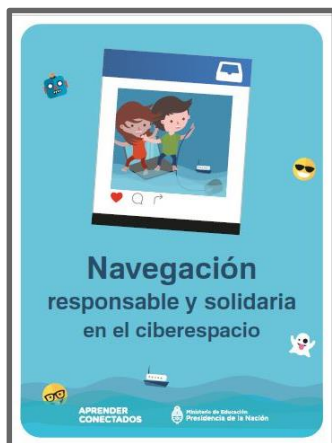 Navegación
responsable y solidaria
en el ciberespacio
APRENDER
CONECTADOS
Ministerio de Educación
Presidencia de la Nación